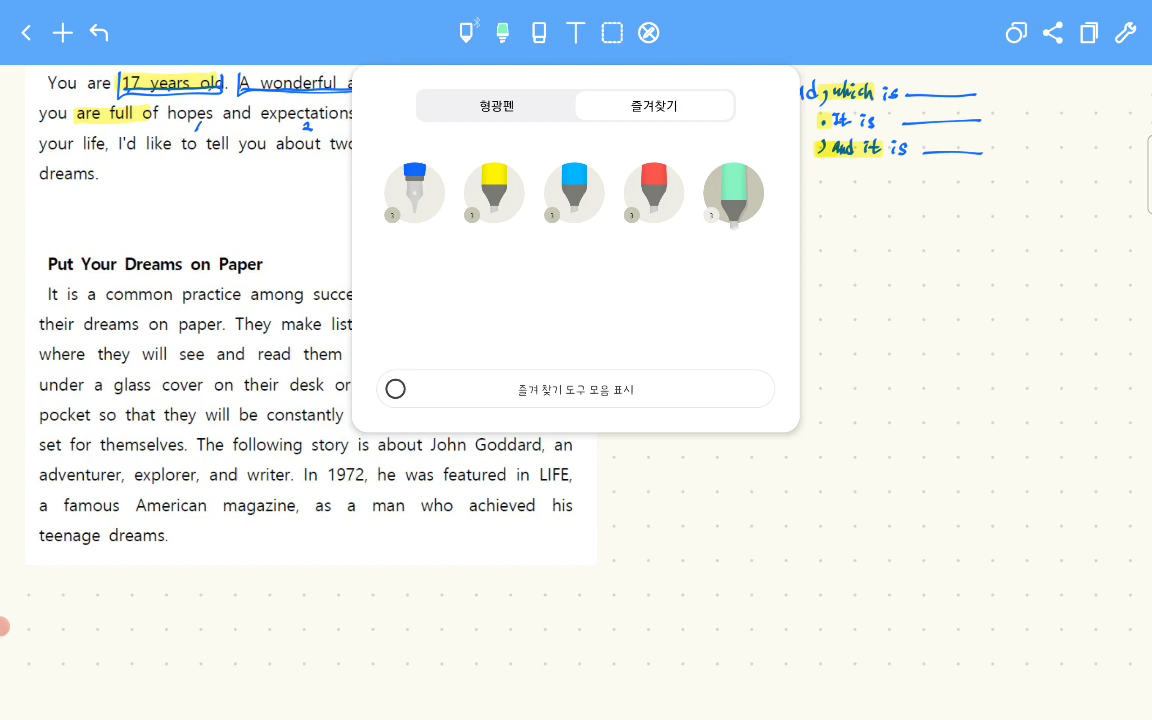 You are 17 years old. A wonderful a
you are full of hopes and expectations
1 2
your life, I'd like to tell you about two
dreams.
Put Your Dreams on Paper
It is a common practice among succe
their dreams on paper. They make list
where they will see and read them
under a glass cover on their desk or
pocket so that they will be constantly
set for themselves. The following story is about John Goddard, an
adventurer, explorer, and writer. In 1972, he was featured in LIFE,
a famous American magazine, as a man who achieved his
teenage dreams.
형광펜 즐겨찾기
즐겨 찾기 도구 모음 표시
ld, which is
. It is
, and it is